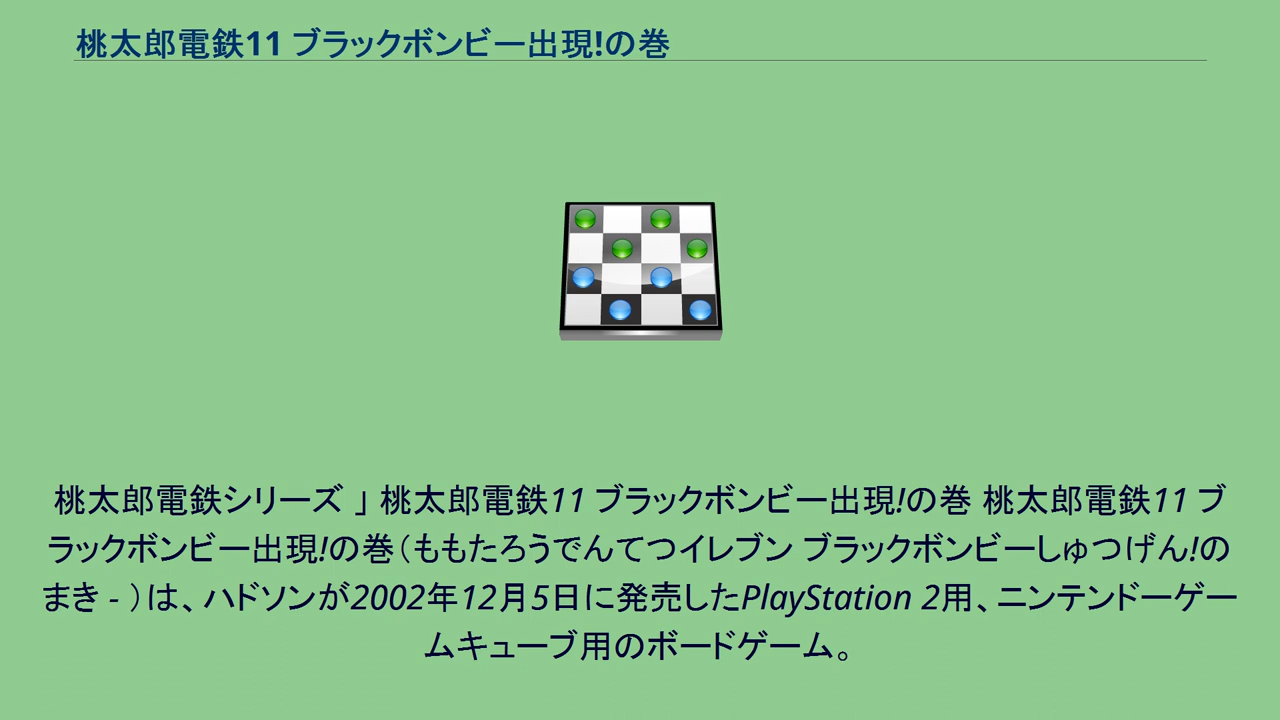 桃太郎電鉄11 ブラックボンビー出現!の巻
桃太郎電鉄シリーズ 」 桃太郎電鉄11 ブラックボンビー出現!の巻 桃太郎電鉄11 ブ
ラックボンビー出現!の巻（ももたろうでんてつイレブン ブラックボンビーしゅつげん!の
まき - ）は、ハドソンが2002年12月5日に発売したPlayStation 2用、ニンテンドーゲー
ムキューブ用のボードゲーム。